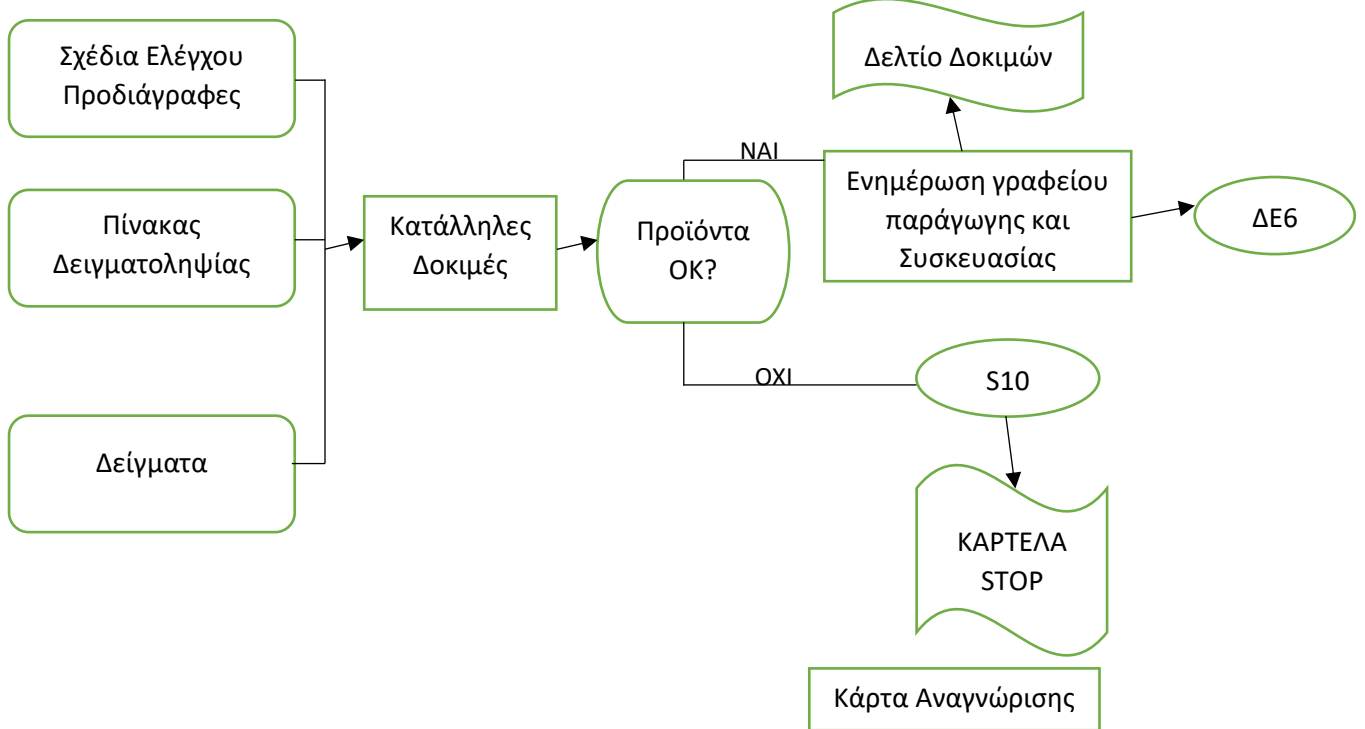 Σχέδια Ελέγχου
Προδιάγραφες
Πίνακας
Δειγματοληψίας
Δείγματα
Κατάλληλες
Δοκιμές
Προϊόντα
ΟΚ?
ΝΑΙ
ΟΧΙ
Δελτίο Δοκιμών
Ενημέρωση γραφείου
παράγωγης και
Συσκευασίας
ΔΕ6
S10
ΚΑΡΤΕΛΑ
STOP
Κάρτα Αναγνώρισης